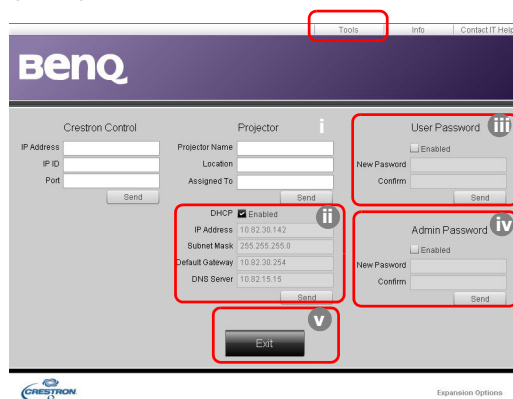 Tools Info Contact IT Help
BenQ
Crestron Control
IP Address
IP ID
Port
Send
Projector i
Projector Name
Location
Assigned To
Send
DHCP Enabled ii
IP Address 10.82.30.142
Subnet Mask 255.255.255.0
Default Gateway 10.82.30.254
DNS Server 10.82.15.15
Send
User Password iii
Enabled
New Pasword
Confirm
Send
Admin Password iv
Enabled
New Pasword
Confirm
Send
v
Exit
CRESTRON
Expansion Options